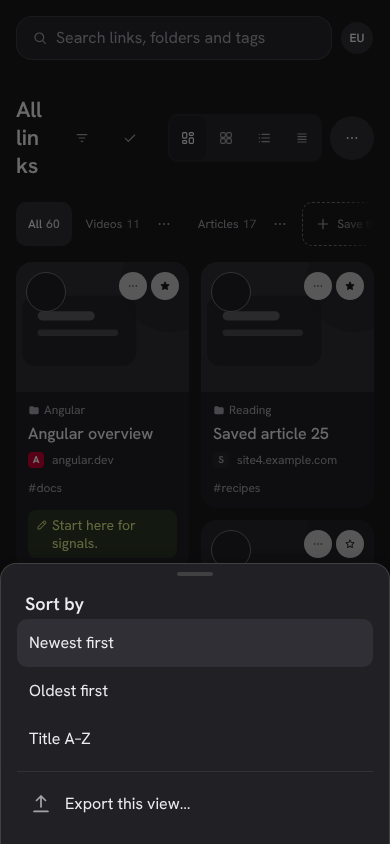 Search links, folders and tags
EU
All
lin
ks
All 60
Videos 11
Articles 17
Save
Angular
Angular overview
A
angular.dev
#docs
Start here for
signals.
Reading
Saved article 25
S
site4.example.com
#recipes
Sort by
Newest first
Oldest first
Title A–Z
Export this view...